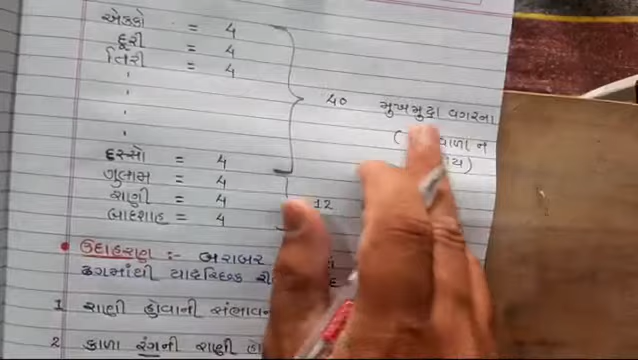 એક્કો = 4
દૂરી = 4
તિરી = 4
40 મુખમુદ્રા વગરના
વાળા ન
દસ્સો = 4
ગુલામ = 4
રાણી = 4
12
બાદશાહ = 4
ઉદાહરણ :- બરાબર
ઢગમાંથી યાદચ્છિક
1 રાણી હોવાની
2 કાળા રંગની રાણી